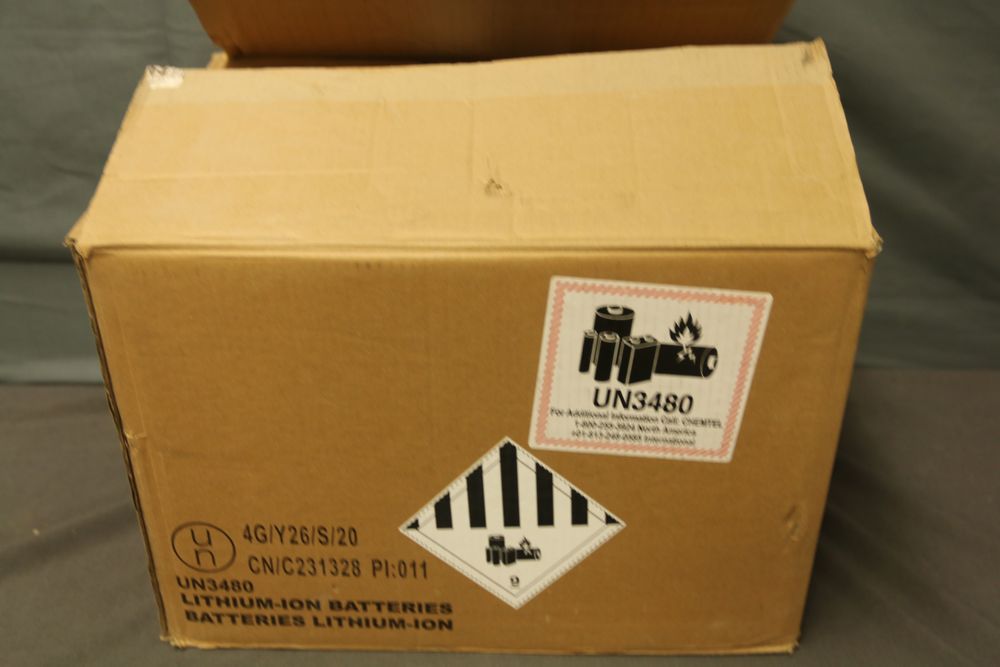 UN3480
For Additional Information Call: CHEMTEL
1-800-255-3924 North America
+01-813-248-0585 International
9
un
4G/Y26/S/20
CN/C231328 PI:011
UN3480
LITHIUM-ION BATTERIES
BATTERIES LITHIUM-ION